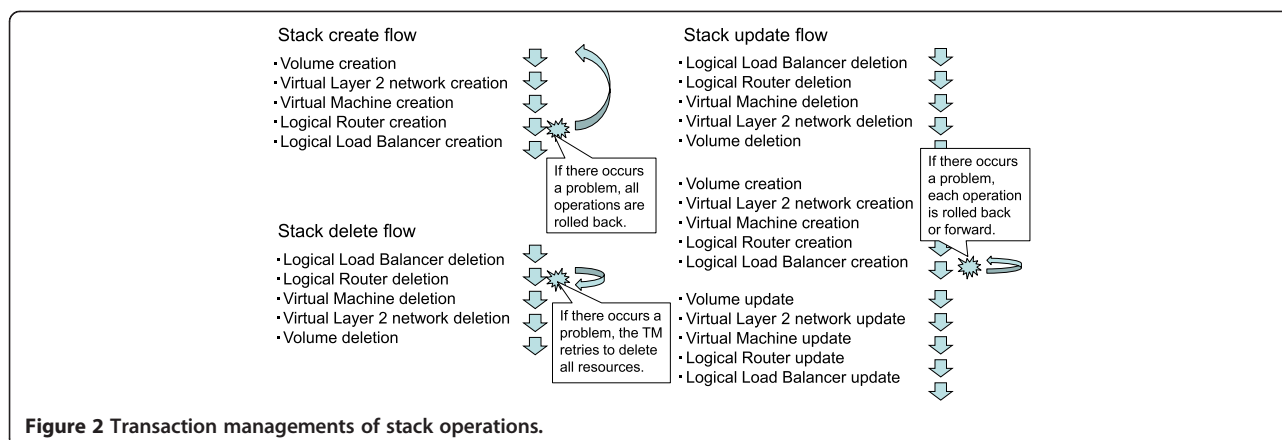 Stack create flow
・Volume creation
・Virtual Layer 2 network creation
・Virtual Machine creation
・Logical Router creation
・Logical Load Balancer creation
If there occurs
a problem, all
operations are
rolled back.
Stack delete flow
・Logical Load Balancer deletion
・Logical Router deletion
・Virtual Machine deletion
・Virtual Layer 2 network deletion
・Volume deletion
If there occurs a
problem, the TM
retries to delete
all resources.
Stack update flow
・Logical Load Balancer deletion
・Logical Router deletion
・Virtual Machine deletion
・Virtual Layer 2 network deletion
・Volume deletion
・Volume creation
・Virtual Layer 2 network creation
・Virtual Machine creation
・Logical Router creation
・Logical Load Balancer creation
If there occurs
a problem,
each operation
is rolled back
or forward.
・Volume update
・Virtual Layer 2 network update
・Virtual Machine update
・Logical Router update
・Logical Load Balancer update
Figure 2 Transaction managements of stack operations.